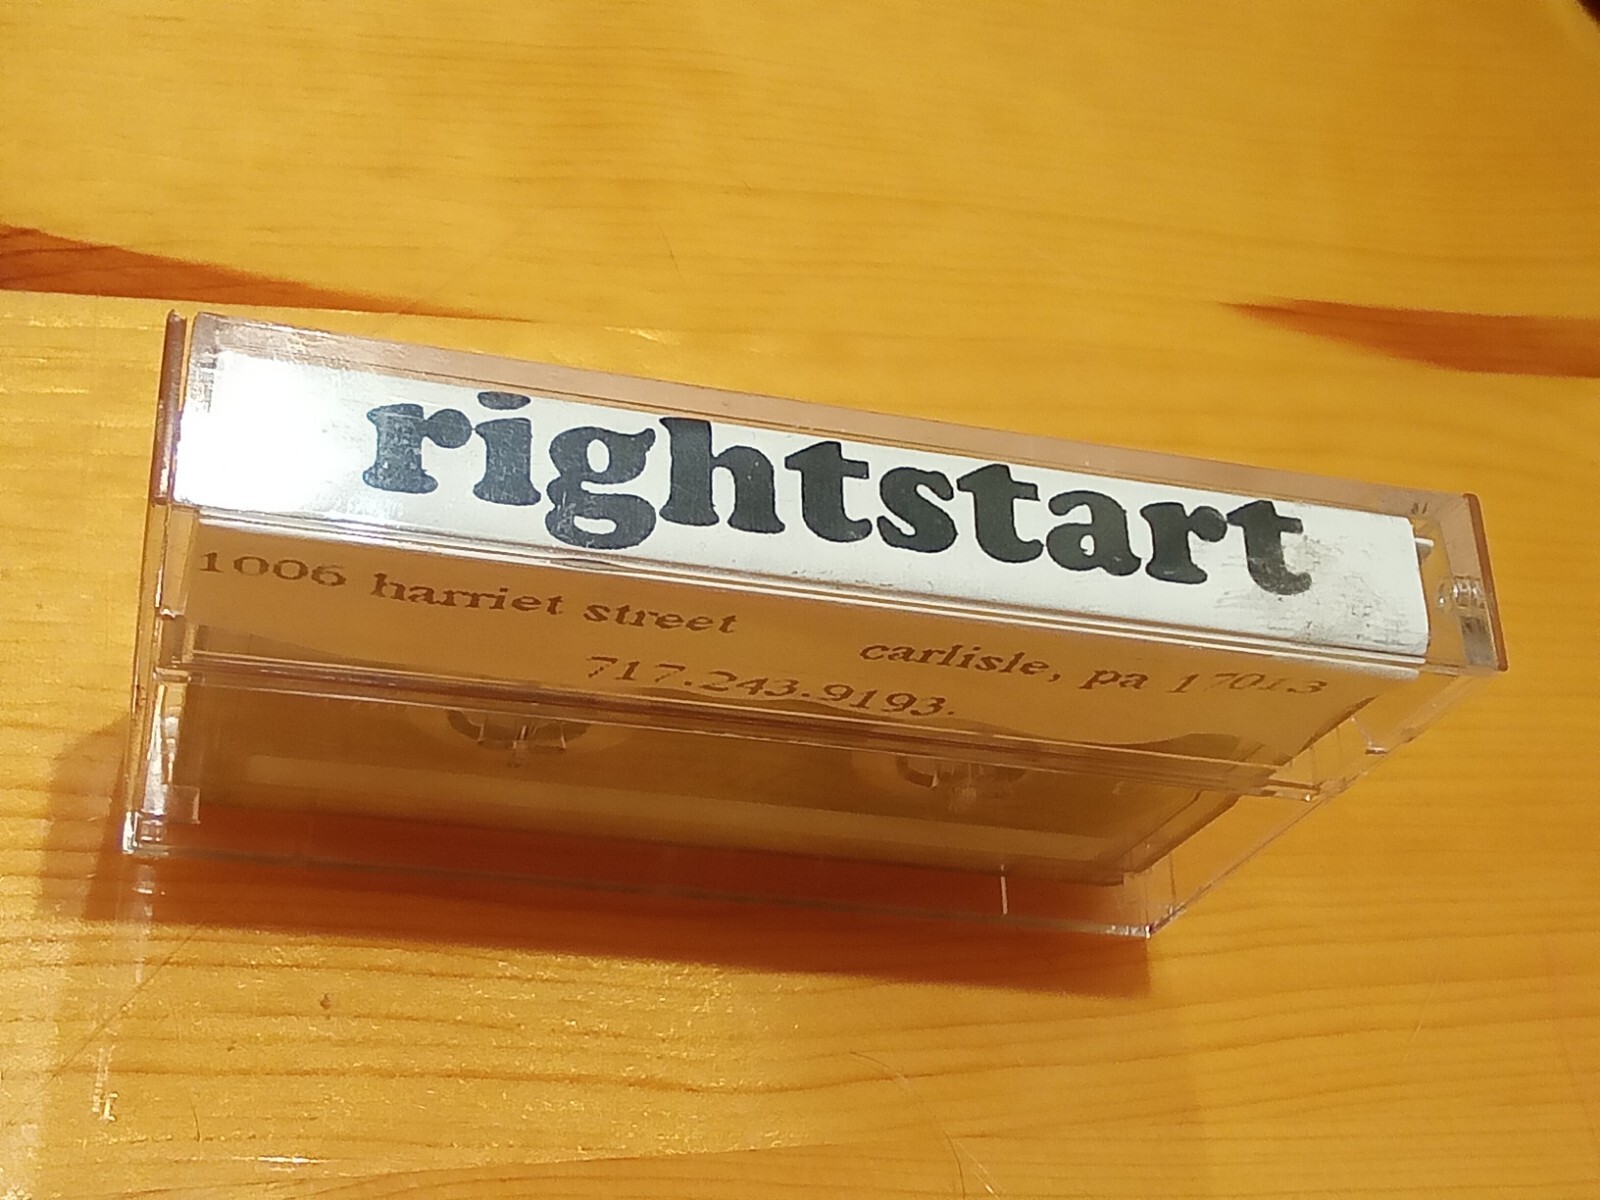 rightstart
1006 harriet street carlisle, pa 17013
717.243.9193.